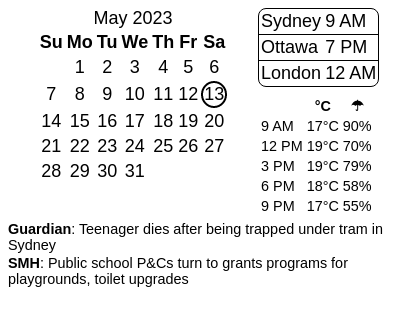 May 2023
Su Mo Tu We Th Fr Sa
1 2 3 4 5 6
7 8 9 10 11 12 13
14 15 16 17 18 19 20
21 22 23 24 25 26 27
28 29 30 31
Sydney 9 AM
Ottawa 7 PM
London 12 AM
°C ☂
9 AM 17°C 90%
12 PM 19°C 70%
3 PM 19°C 79%
6 PM 18°C 58%
9 PM 17°C 55%
Guardian: Teenager dies after being trapped under tram in
Sydney
SMH: Public school P&Cs turn to grants programs for
playgrounds, toilet upgrades